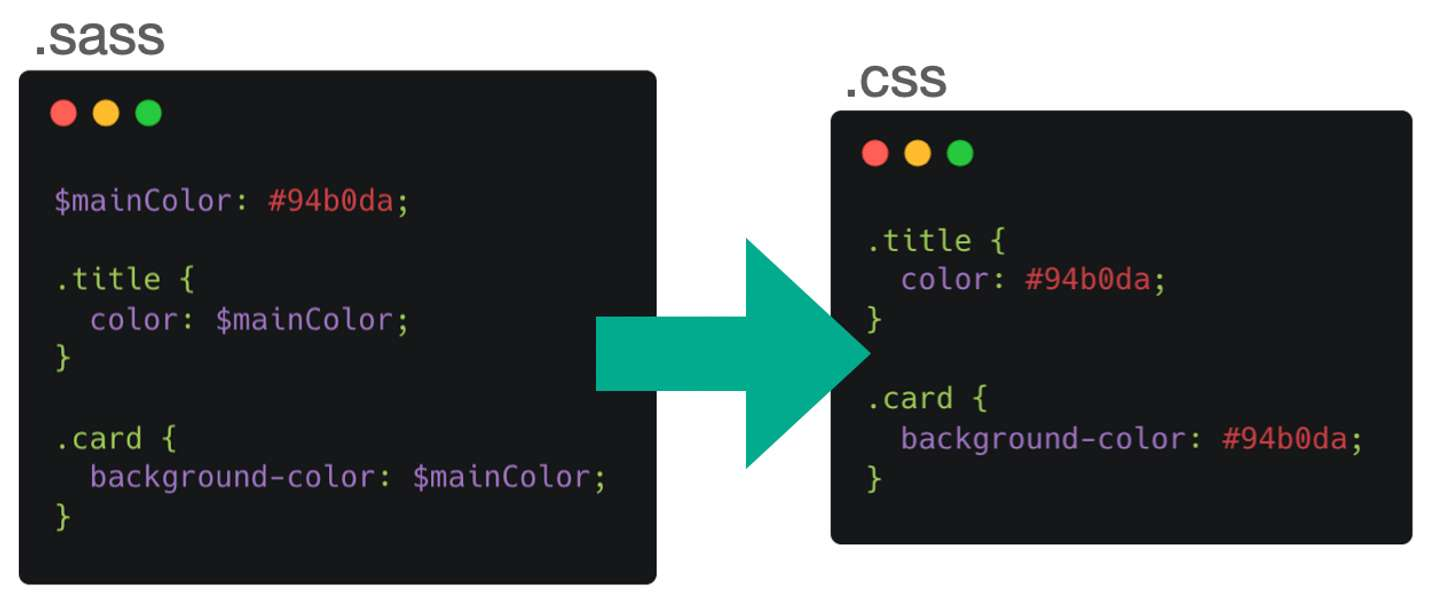 .sass
$mainColor: #94b0da;
.title {
  color: $mainColor;
}
.card {
  background-color: $mainColor;
}
.css
.title {
  color: #94b0da;
}
.card {
  background-color: #94b0da;
}